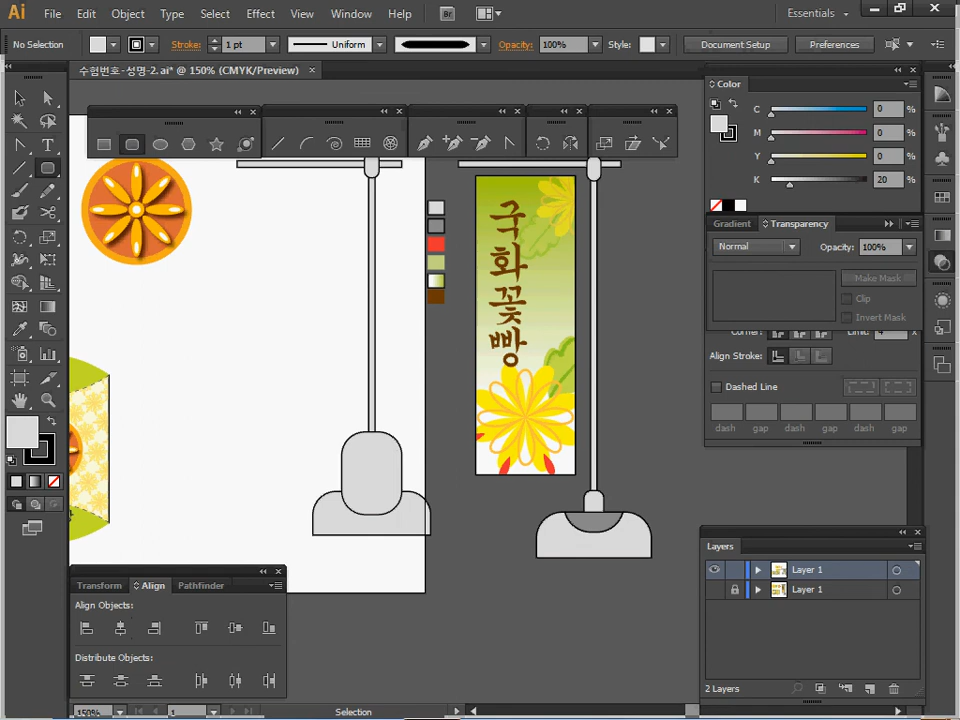 Ai File Edit Object Type Select Effect View Window Help Br Essentials
No Selection Stroke: 1 pt Uniform Opacity: 100% Style: Document Setup Preferences
수험번호-성명-2.ai* @ 150% (CMYK/Preview)
Color
C 0 %
M 0 %
Y 0 %
K 20 %
Gradient Transparency
Normal Opacity: 100%
Make Mask
Clip
Invert Mask
Corner: Limit:
Align Stroke:
Dashed Line
dash gap dash gap dash gap
국화꽃빵
Layers
Layer 1
Layer 1
2 Layers
Transform Align Pathfinder
Align Objects:
Distribute Objects:
150% 1 Selection